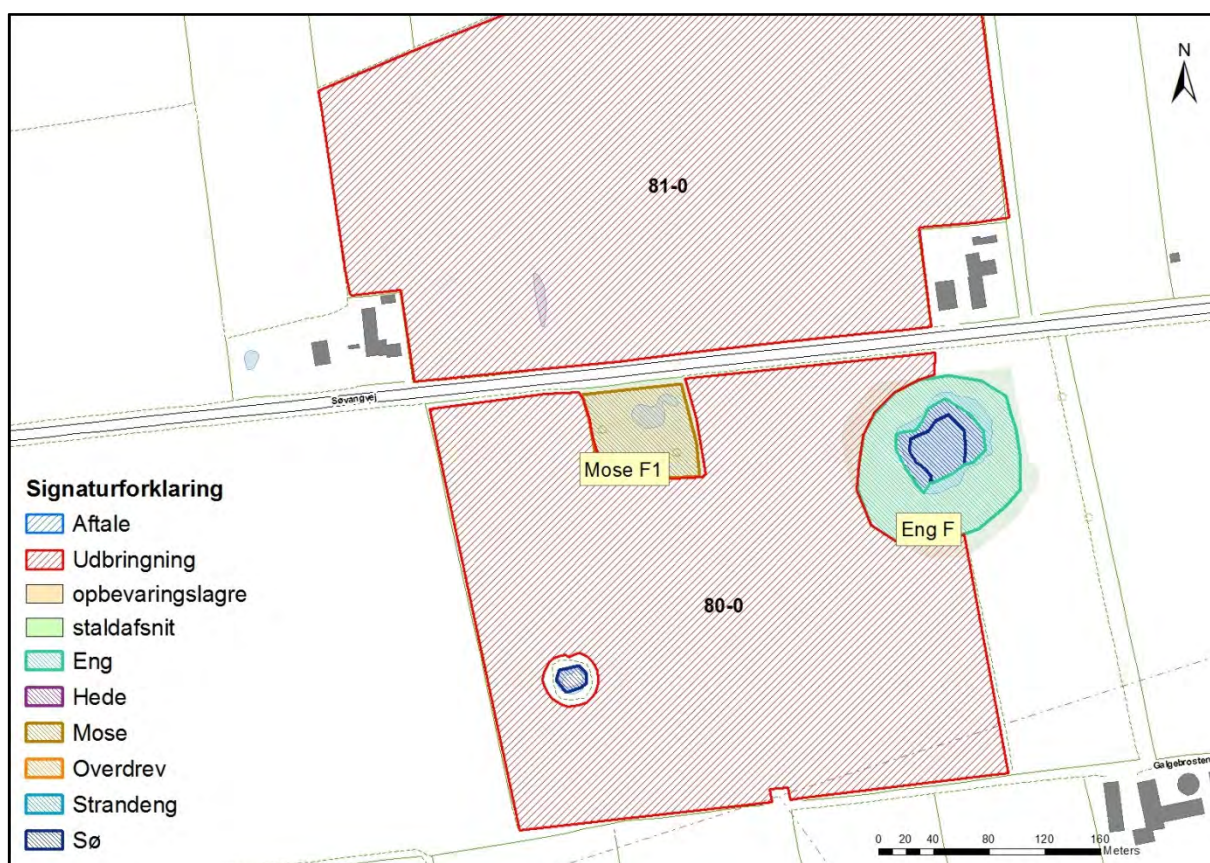 N
81-0
Søvangvej
Mose F1
Eng F
80-0
Signaturforklaring
Aftale
Udbringning
opbevaringslagre
staldafsnit
Eng
Hede
Mose
Overdrev
Strandeng
Sø
Galgebrosten
0 20 40 80 120 160
Meters